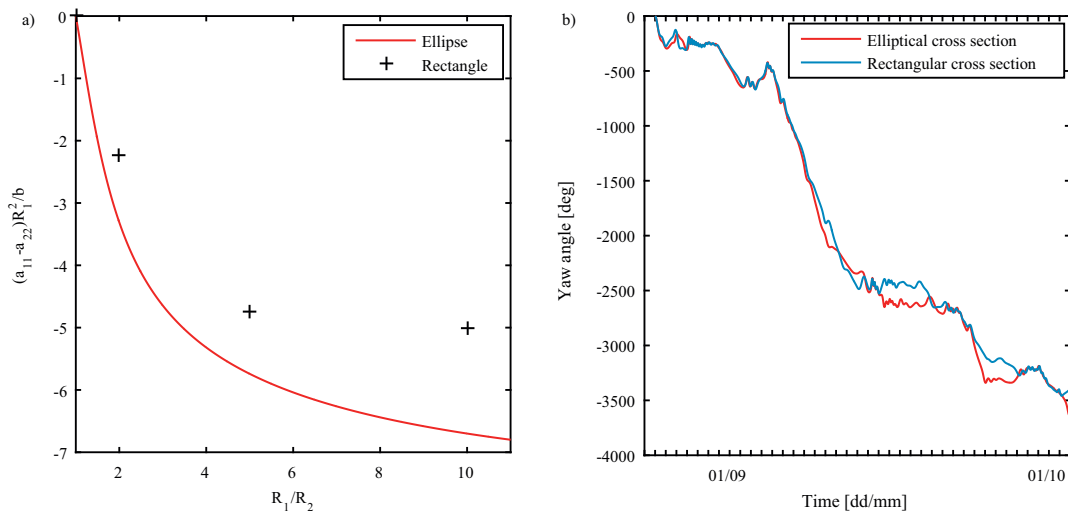 a)
0
-1
-2
-3
-4
-5
-6
-7
(a11-a22)R1^2/b
Ellipse
Rectangle
2
4
6
8
10
R1/R2
b)
0
-500
-1000
-1500
-2000
-2500
-3000
-3500
-4000
Yaw angle [deg]
Elliptical cross section
Rectangular cross section
01/09
01/10
Time [dd/mm]